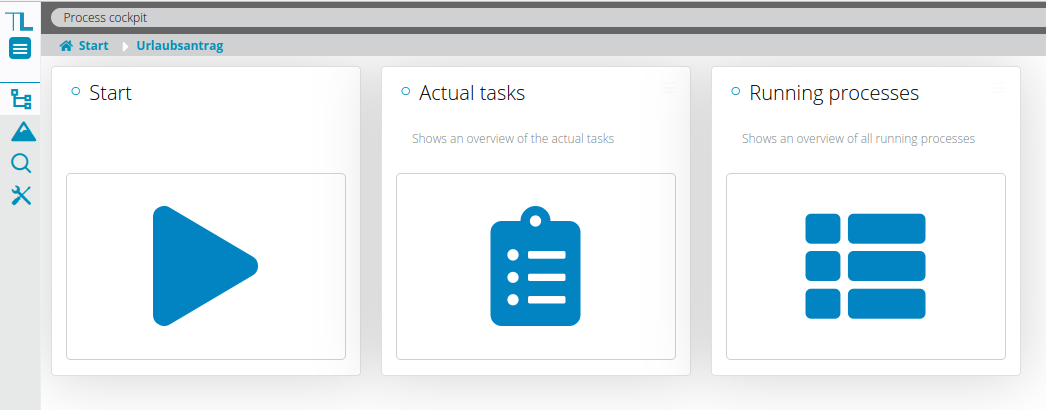 TL
Process cockpit
Start
Urlaubsantrag
Start
Actual tasks
Shows an overview of the actual tasks
Running processes
Shows an overview of all running processes